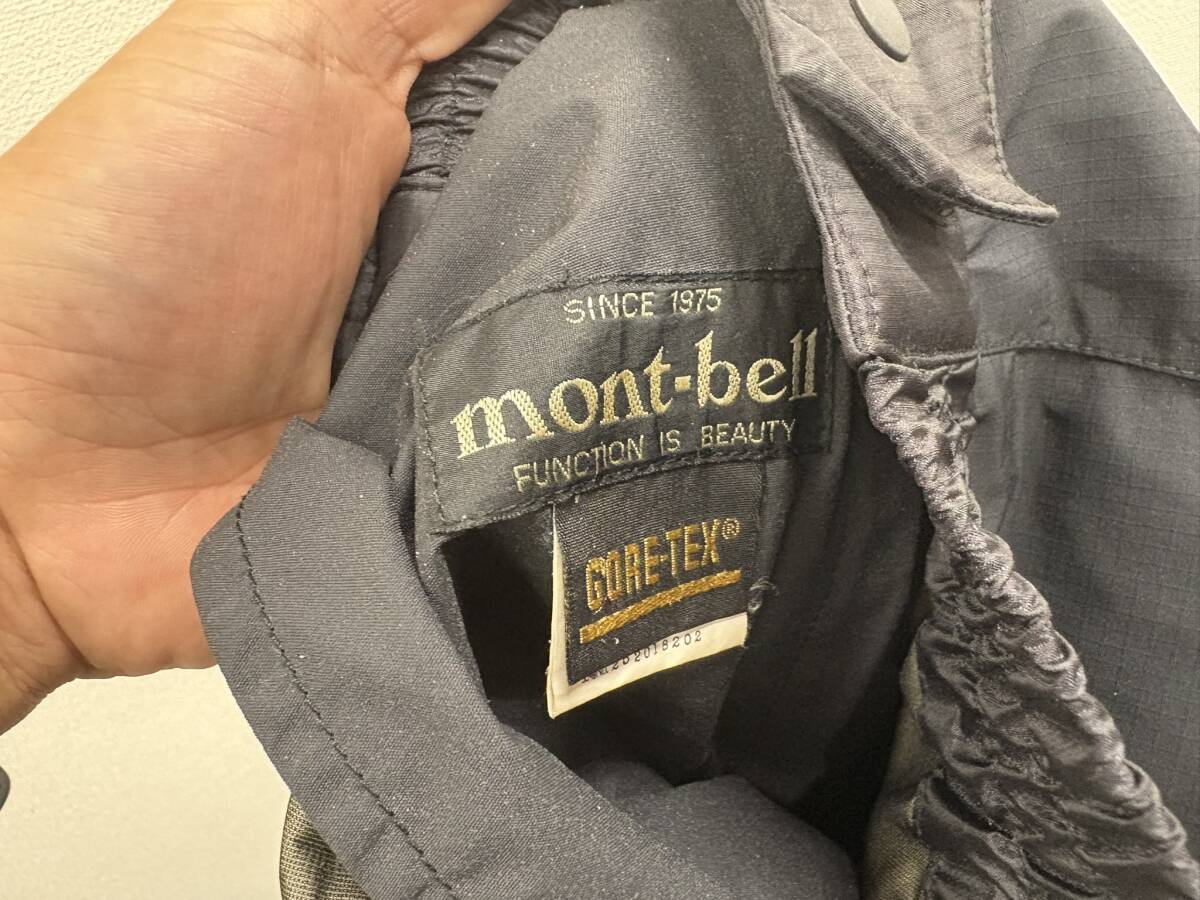 SINCE 1975
mont-bell
FUNCTION IS BEAUTY
GORE-TEX®